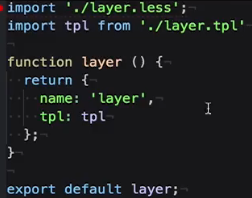 import './layer.less';
import tpl from './layer.tpl'
function layer () {
  return {
    name: 'layer',
    tpl: tpl
  };
}
export default layer;